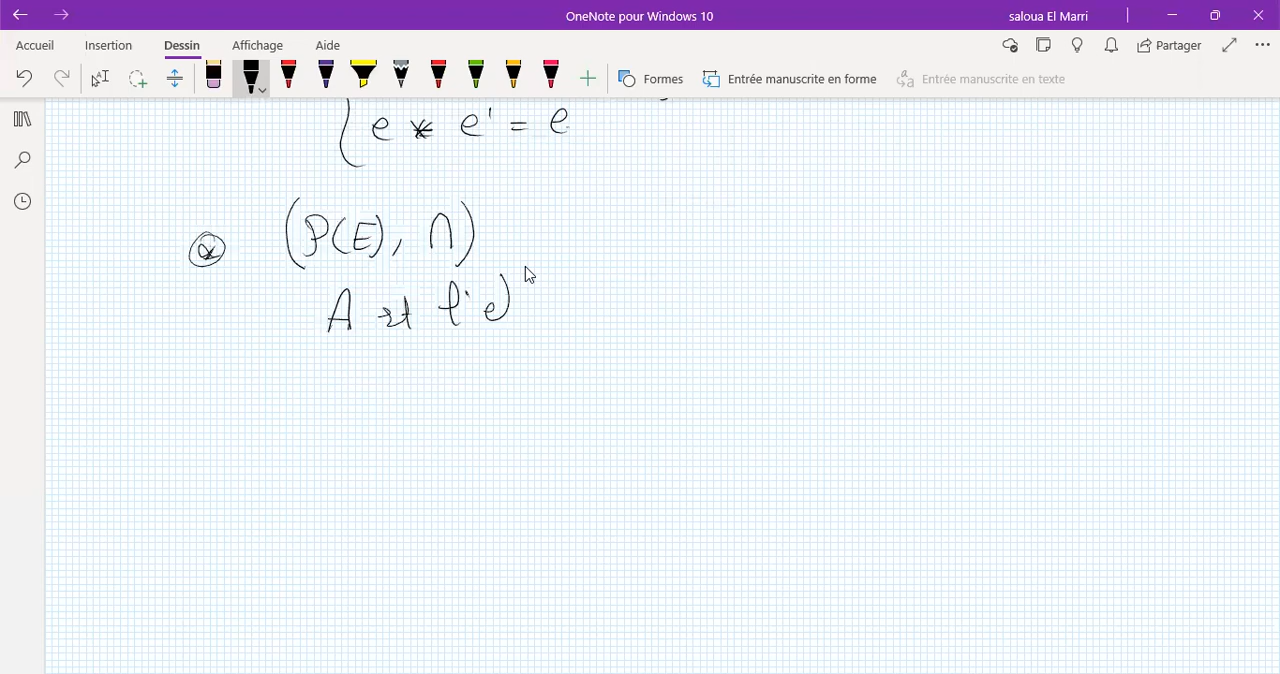 OneNote pour Windows 10
saloua El Marri
Accueil Insertion Dessin Affichage Aide
Partager
Formes
Entrée manuscrite en forme
Entrée manuscrite en texte
e * e' = e
(P(E), ∩)
A est l'e